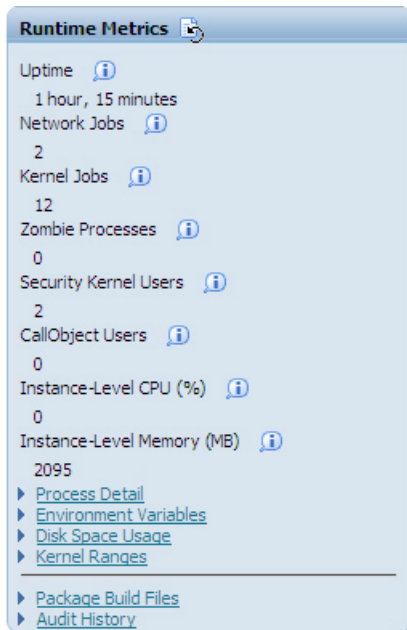 Runtime Metrics
Uptime
1 hour, 15 minutes
Network Jobs
2
Kernel Jobs
12
Zombie Processes
0
Security Kernel Users
2
CallObject Users
0
Instance-Level CPU (%)
0
Instance-Level Memory (MB)
2095
Process Detail
Environment Variables
Disk Space Usage
Kernel Ranges
Package Build Files
Audit History